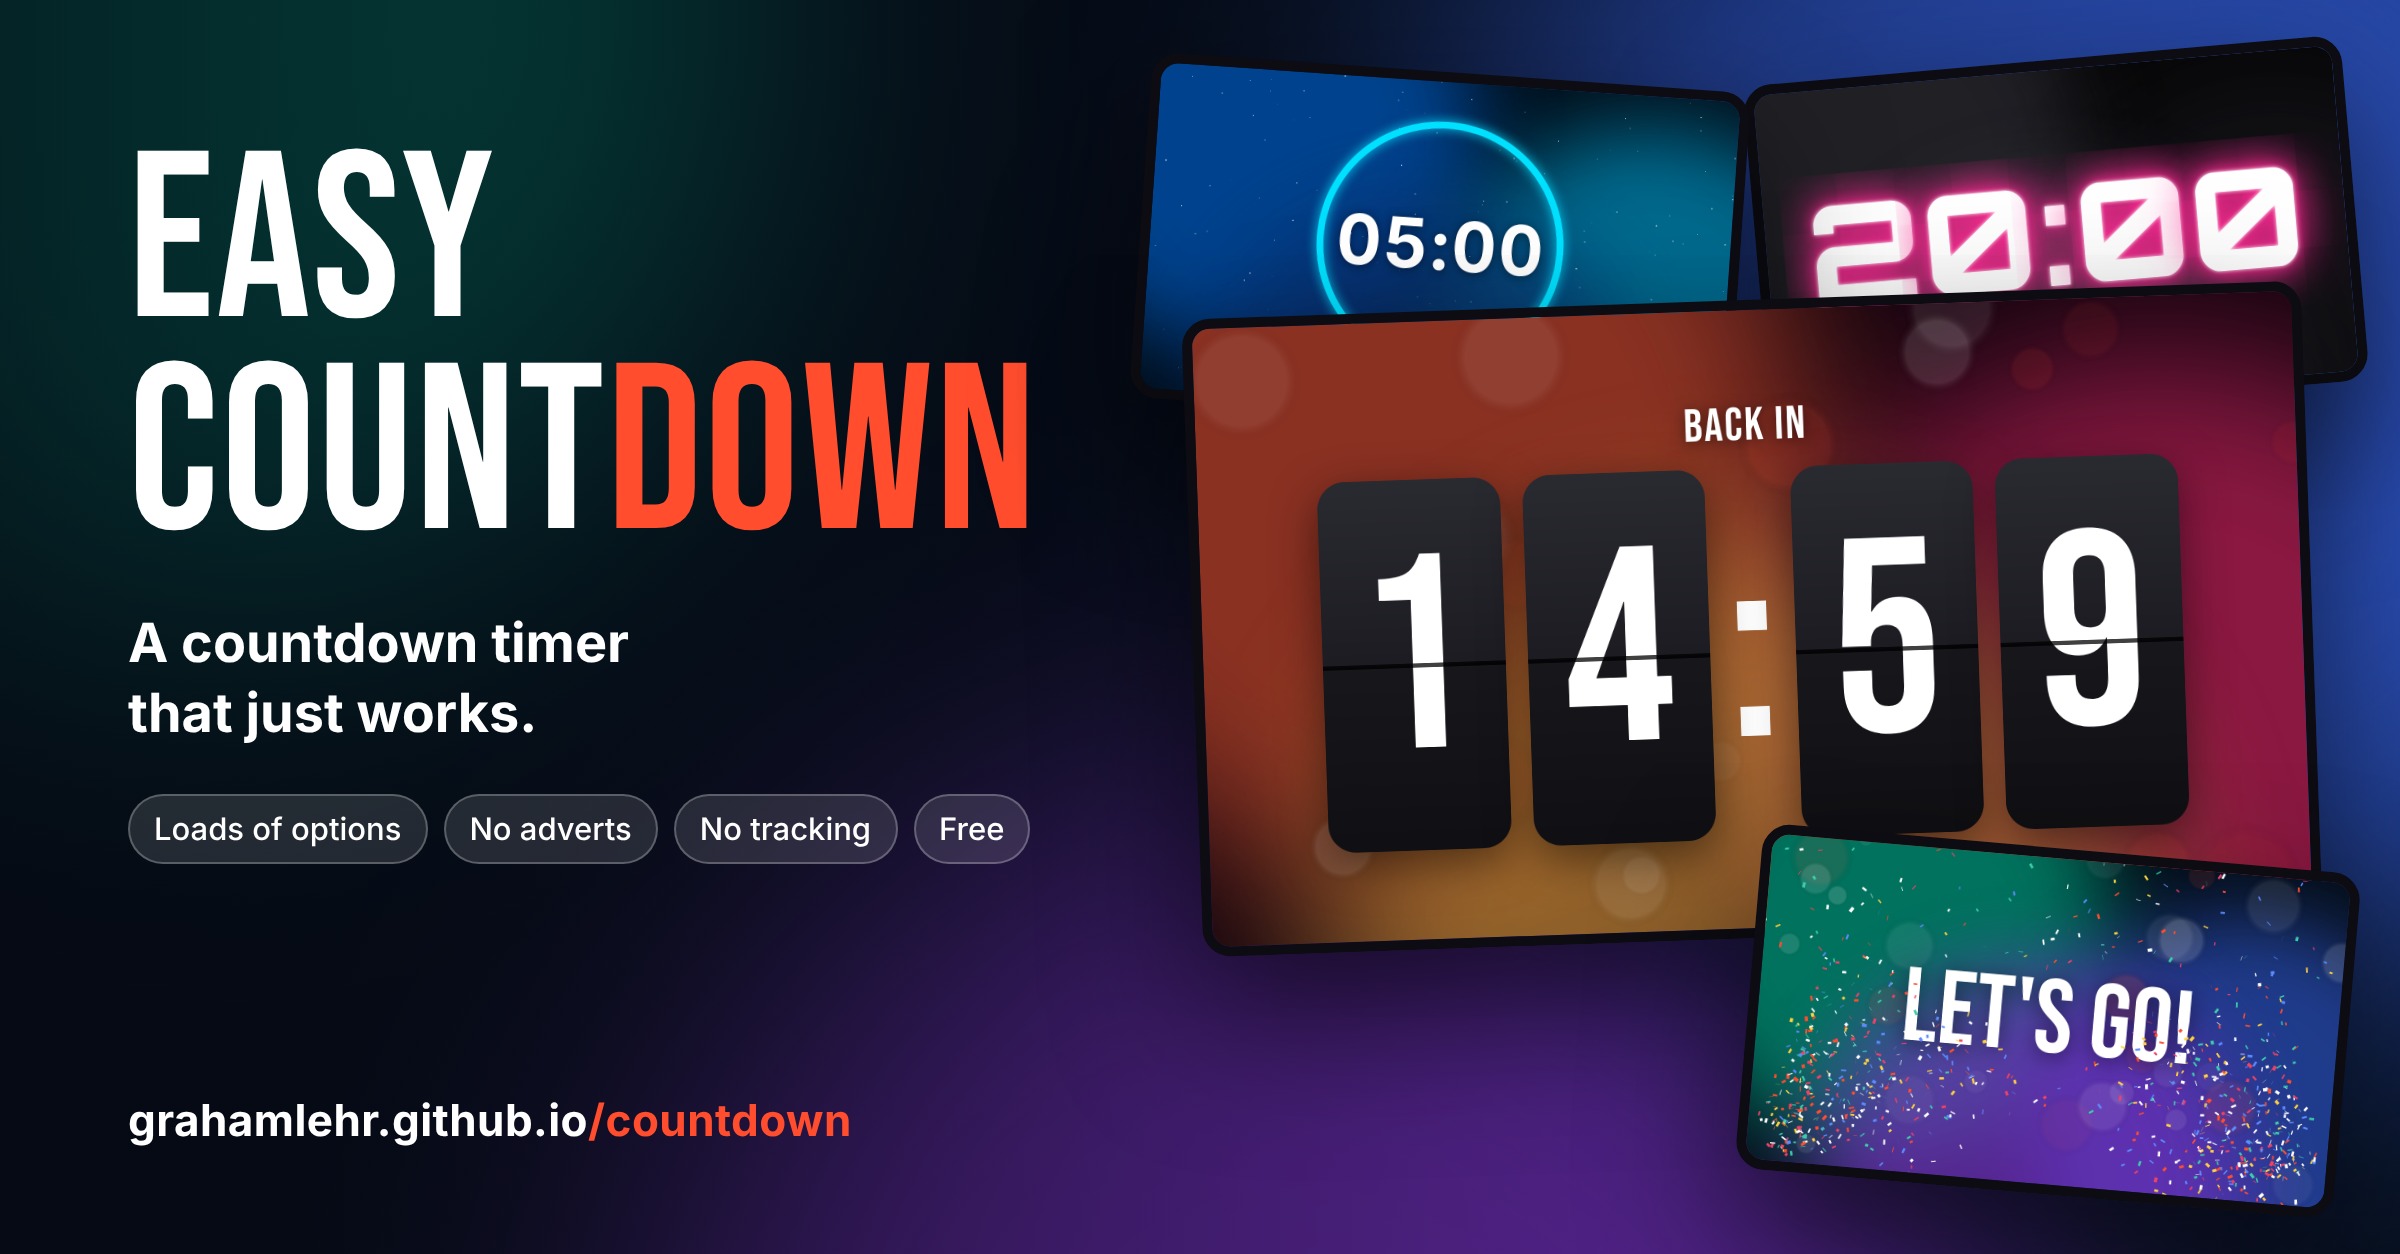 EASY
COUNTDOWN
A countdown timer
that just works.
Loads of options
No adverts
No tracking
Free
grahamlehr.github.io/countdown
05:00
20:00
BACK IN
14:59
LET'S GO!